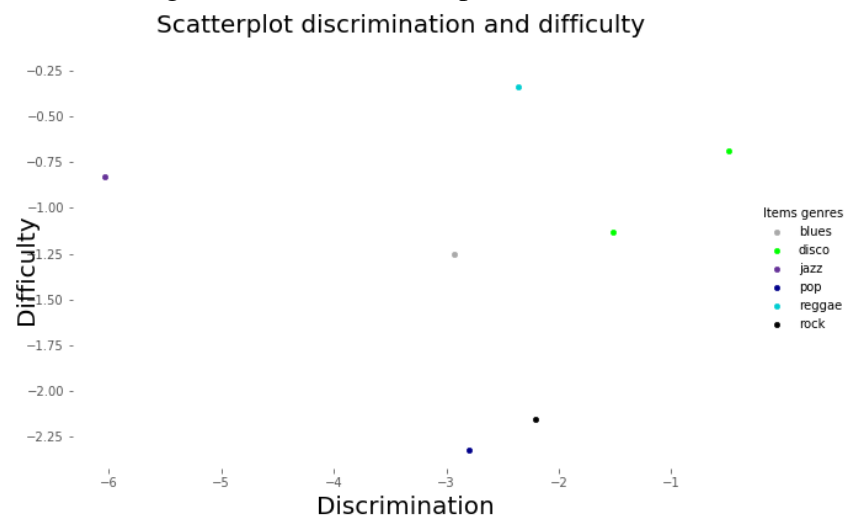 Scatterplot discrimination and difficulty
−0.25
−0.50
−0.75
−1.00
−1.25
−1.50
−1.75
−2.00
−2.25
Difficulty
−6
−5
−4
−3
−2
−1
Discrimination
Items genres
blues
disco
jazz
pop
reggae
rock